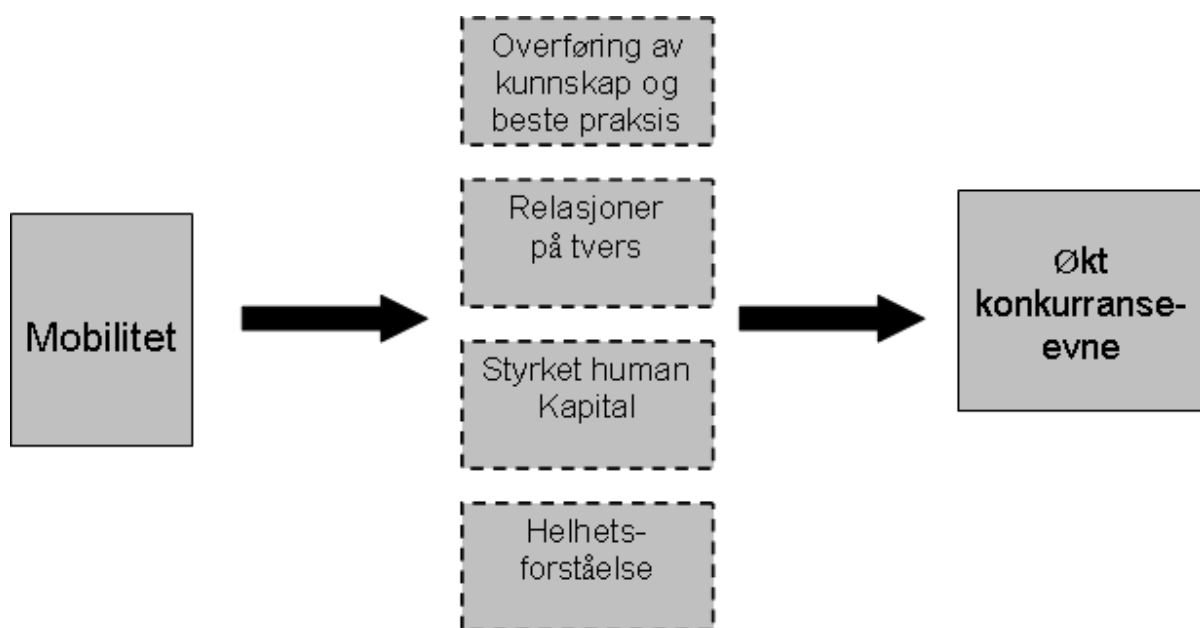 Mobilitet
Overføring av
kunnskap og
beste praksis
Relasjoner
på tvers
Styrket human
Kapital
Helhets-
forståelse
Økt
konkurranse-
evne